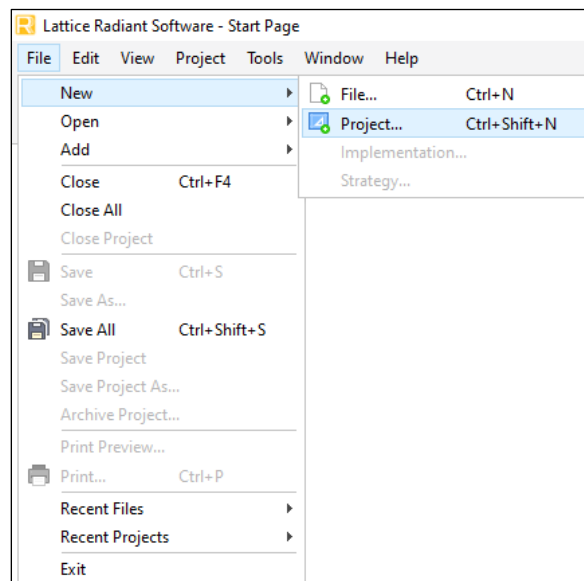 Lattice Radiant Software - Start Page
File Edit View Project Tools Window Help
New
File... Ctrl+N
Open
Project... Ctrl+Shift+N
Add
Implementation...
Close Ctrl+F4
Strategy...
Close All
Close Project
Save Ctrl+S
Save As...
Save All Ctrl+Shift+S
Save Project
Save Project As...
Archive Project...
Print Preview...
Print... Ctrl+P
Recent Files
Recent Projects
Exit